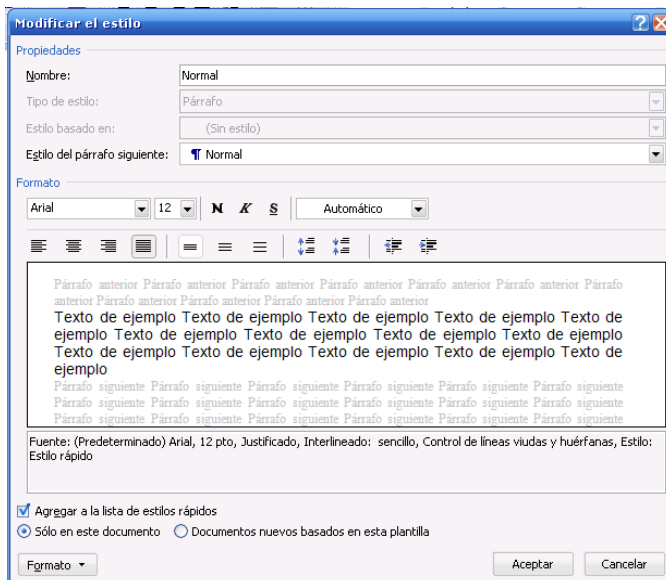 Modificar el estilo
Propiedades
Nombre: Normal
Tipo de estilo: Párrafo
Estilo basado en: (Sin estilo)
Estilo del párrafo siguiente: ¶ Normal
Formato
Arial 12 N K S Automático
Párrafo anterior Párrafo anterior Párrafo anterior Párrafo anterior Párrafo anterior Párrafo anterior Párrafo
anterior Párrafo anterior Párrafo anterior Párrafo anterior Párrafo anterior
Texto de ejemplo Texto de ejemplo Texto de ejemplo Texto de ejemplo Texto de
ejemplo Texto de ejemplo Texto de ejemplo Texto de ejemplo Texto de ejemplo
Texto de ejemplo Texto de ejemplo Texto de ejemplo Texto de ejemplo Texto de
ejemplo
Párrafo siguiente Párrafo siguiente Párrafo siguiente Párrafo siguiente Párrafo siguiente Párrafo siguiente
Párrafo siguiente Párrafo siguiente Párrafo siguiente Párrafo siguiente Párrafo siguiente Párrafo siguiente
Párrafo siguiente Párrafo siguiente Párrafo siguiente Párrafo siguiente Párrafo siguiente Párrafo siguiente
Fuente: (Predeterminado) Arial, 12 pto, Justificado, Interlineado: sencillo, Control de líneas viudas y huérfanas, Estilo:
Estilo rápido
Agregar a la lista de estilos rápidos
Sólo en este documento Documentos nuevos basados en esta plantilla
Formato Aceptar Cancelar